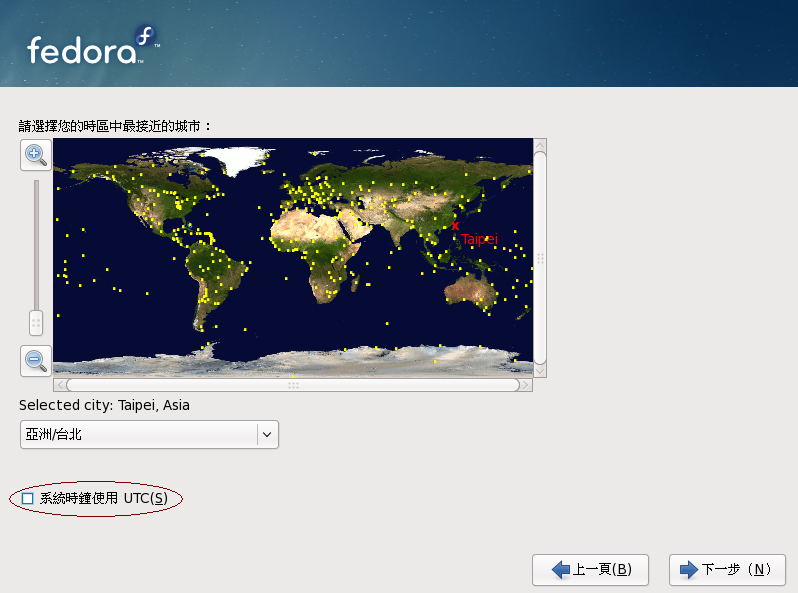 fedora
請選擇您的時區中最接近的城市：
Taipei
Selected city: Taipei, Asia
亞洲/台北
系統時鐘使用 UTC(S)
上一頁(B)
下一步（N）